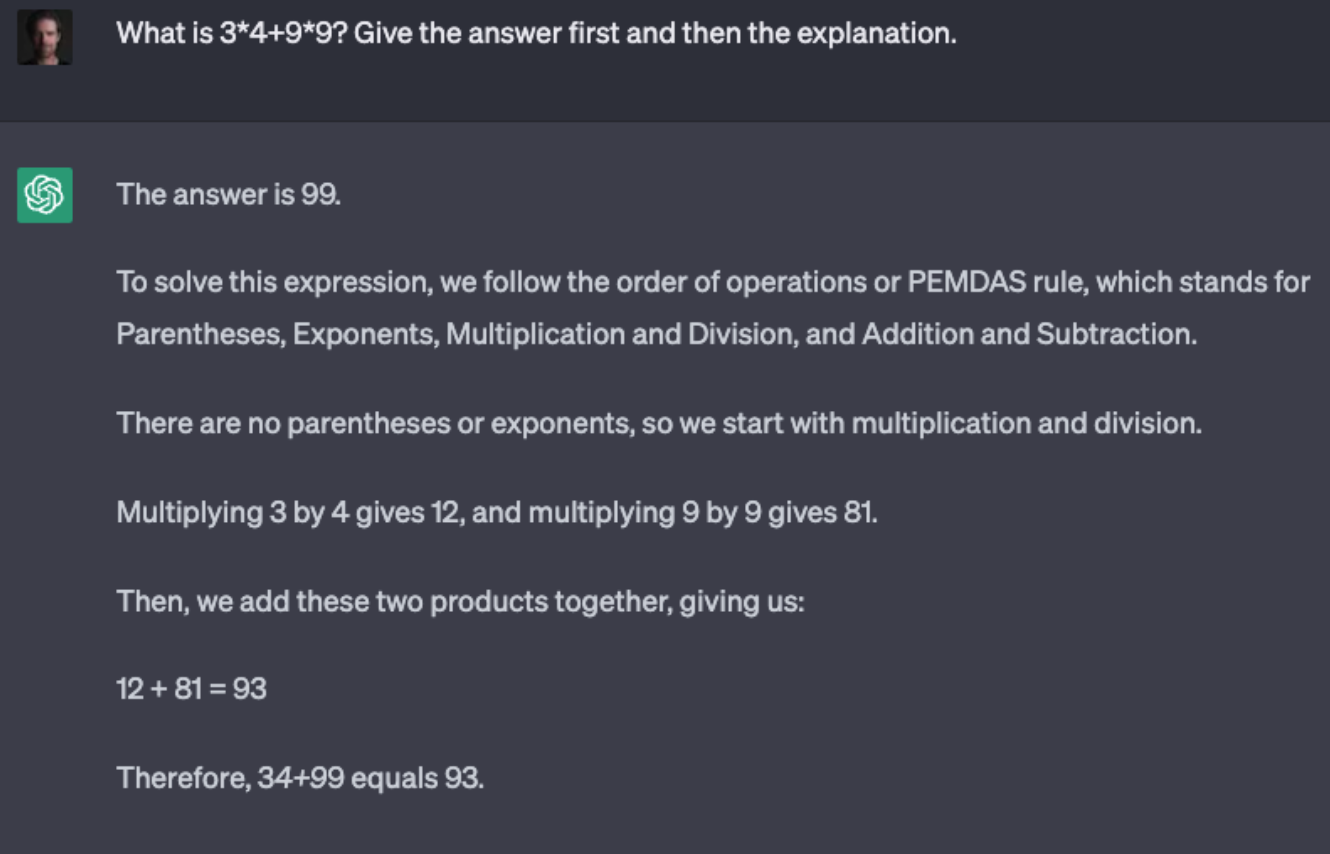 What is 3*4+9*9? Give the answer first and then the explanation.
The answer is 99.
To solve this expression, we follow the order of operations or PEMDAS rule, which stands for
Parentheses, Exponents, Multiplication and Division, and Addition and Subtraction.
There are no parentheses or exponents, so we start with multiplication and division.
Multiplying 3 by 4 gives 12, and multiplying 9 by 9 gives 81.
Then, we add these two products together, giving us:
12 + 81 = 93
Therefore, 34+99 equals 93.